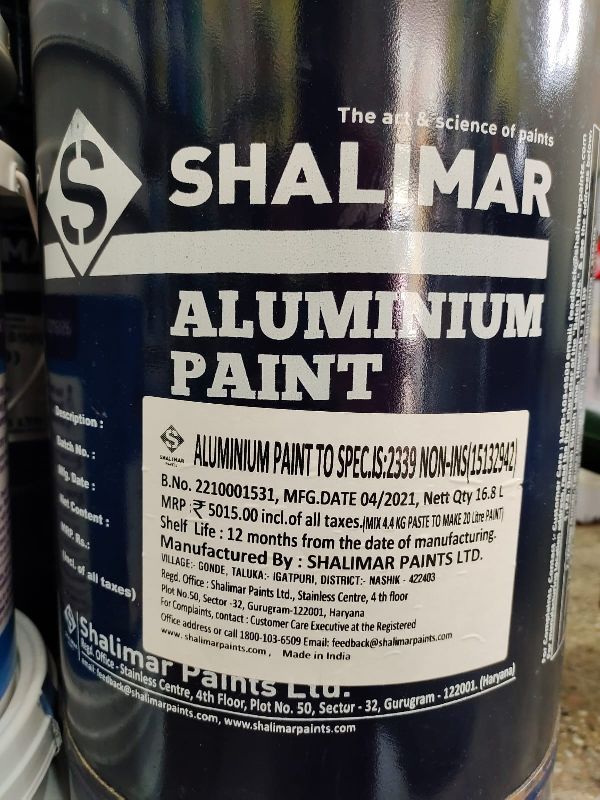 The art & science of paints
SHALIMAR
ALUMINIUM
PAINT
Description :
Batch No. :
Mfg. Date :
Net Content :
MRP. Rs.:
(Incl. of all taxes)
SHALIMAR
PAINTS
ALUMINIUM PAINT TO SPEC.IS:2339 NON-INS(15132942)
B.No. 2210001531, MFG.DATE 04/2021, Nett Qty 16.8 L
MRP :₹ 5015.00 incl.of all taxes.(MIX 4.4 KG PASTE TO MAKE 20 Litre PAINT)
Shelf Life : 12 months from the date of manufacturing.
Manufactured By : SHALIMAR PAINTS LTD.
VILLAGE:- GONDE, TALUKA:- IGATPURI, DISTRICT:- NASHIK - 422403
Regd. Office : Shalimar Paints Ltd., Stainless Centre, 4 th floor
Plot No.50, Sector -32, Gurugram-122001, Haryana
For Complaints, contact : Customer Care Executive at the Registered
Office address or call 1800-103-6509 Email: feedback@shalimarpaints.com
www. shalimarpaints.com , Made in India
Shalimar Paints Ltd.
Regd. Office - Stainless Centre, 4th Floor, Plot No. 50, Sector - 32, Gurugram - 122001. (Haryana)
email: feedback@shalimarpaints.com, www.shalimarpaints.com